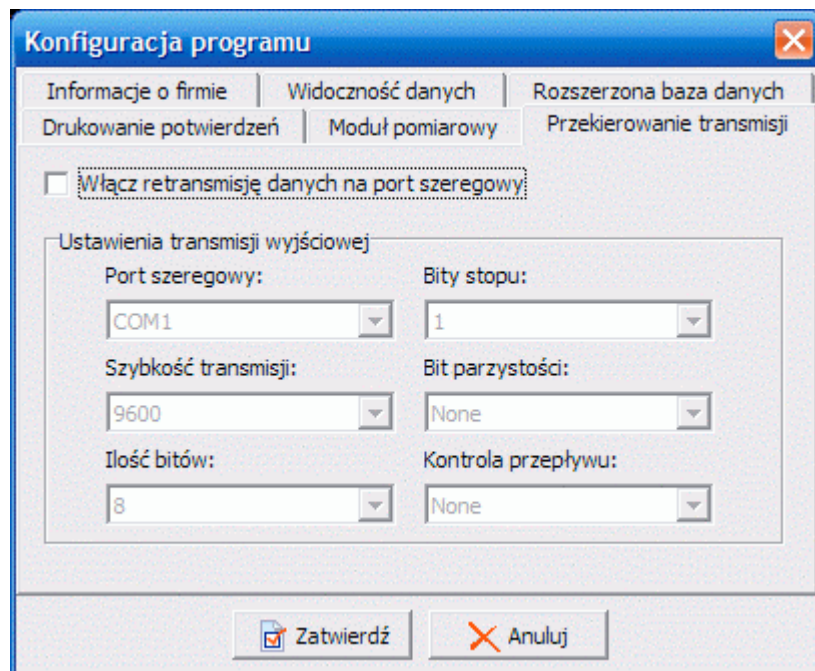 Konfiguracja programu
Informacje o firmie Widoczność danych Rozszerzona baza danych
Drukowanie potwierdzeń Moduł pomiarowy Przekierowanie transmisji
Włącz retransmisję danych na port szeregowy
Ustawienia transmisji wyjściowej
Port szeregowy: Bity stopu:
COM1 1
Szybkość transmisji: Bit parzystości:
9600 None
Ilość bitów: Kontrola przepływu:
8 None
Zatwierdź Anuluj